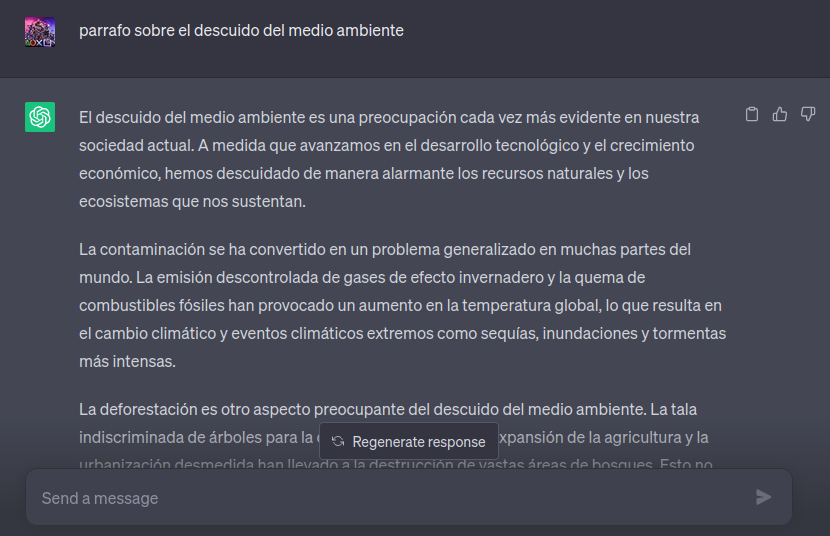 parrafo sobre el descuido del medio ambiente
El descuido del medio ambiente es una preocupación cada vez más evidente en nuestra
sociedad actual. A medida que avanzamos en el desarrollo tecnológico y el crecimiento
económico, hemos descuidado de manera alarmante los recursos naturales y los
ecosistemas que nos sustentan.
La contaminación se ha convertido en un problema generalizado en muchas partes del
mundo. La emisión descontrolada de gases de efecto invernadero y la quema de
combustibles fósiles han provocado un aumento en la temperatura global, lo que resulta en
el cambio climático y eventos climáticos extremos como sequías, inundaciones y tormentas
más intensas.
La deforestación es otro aspecto preocupante del descuido del medio ambiente. La tala
indiscriminada de árboles para la expansión de la agricultura y la
Regenerate response
urbanización desmedida han llevado a la destrucción de vastas áreas de bosques. Esto no
Send a message